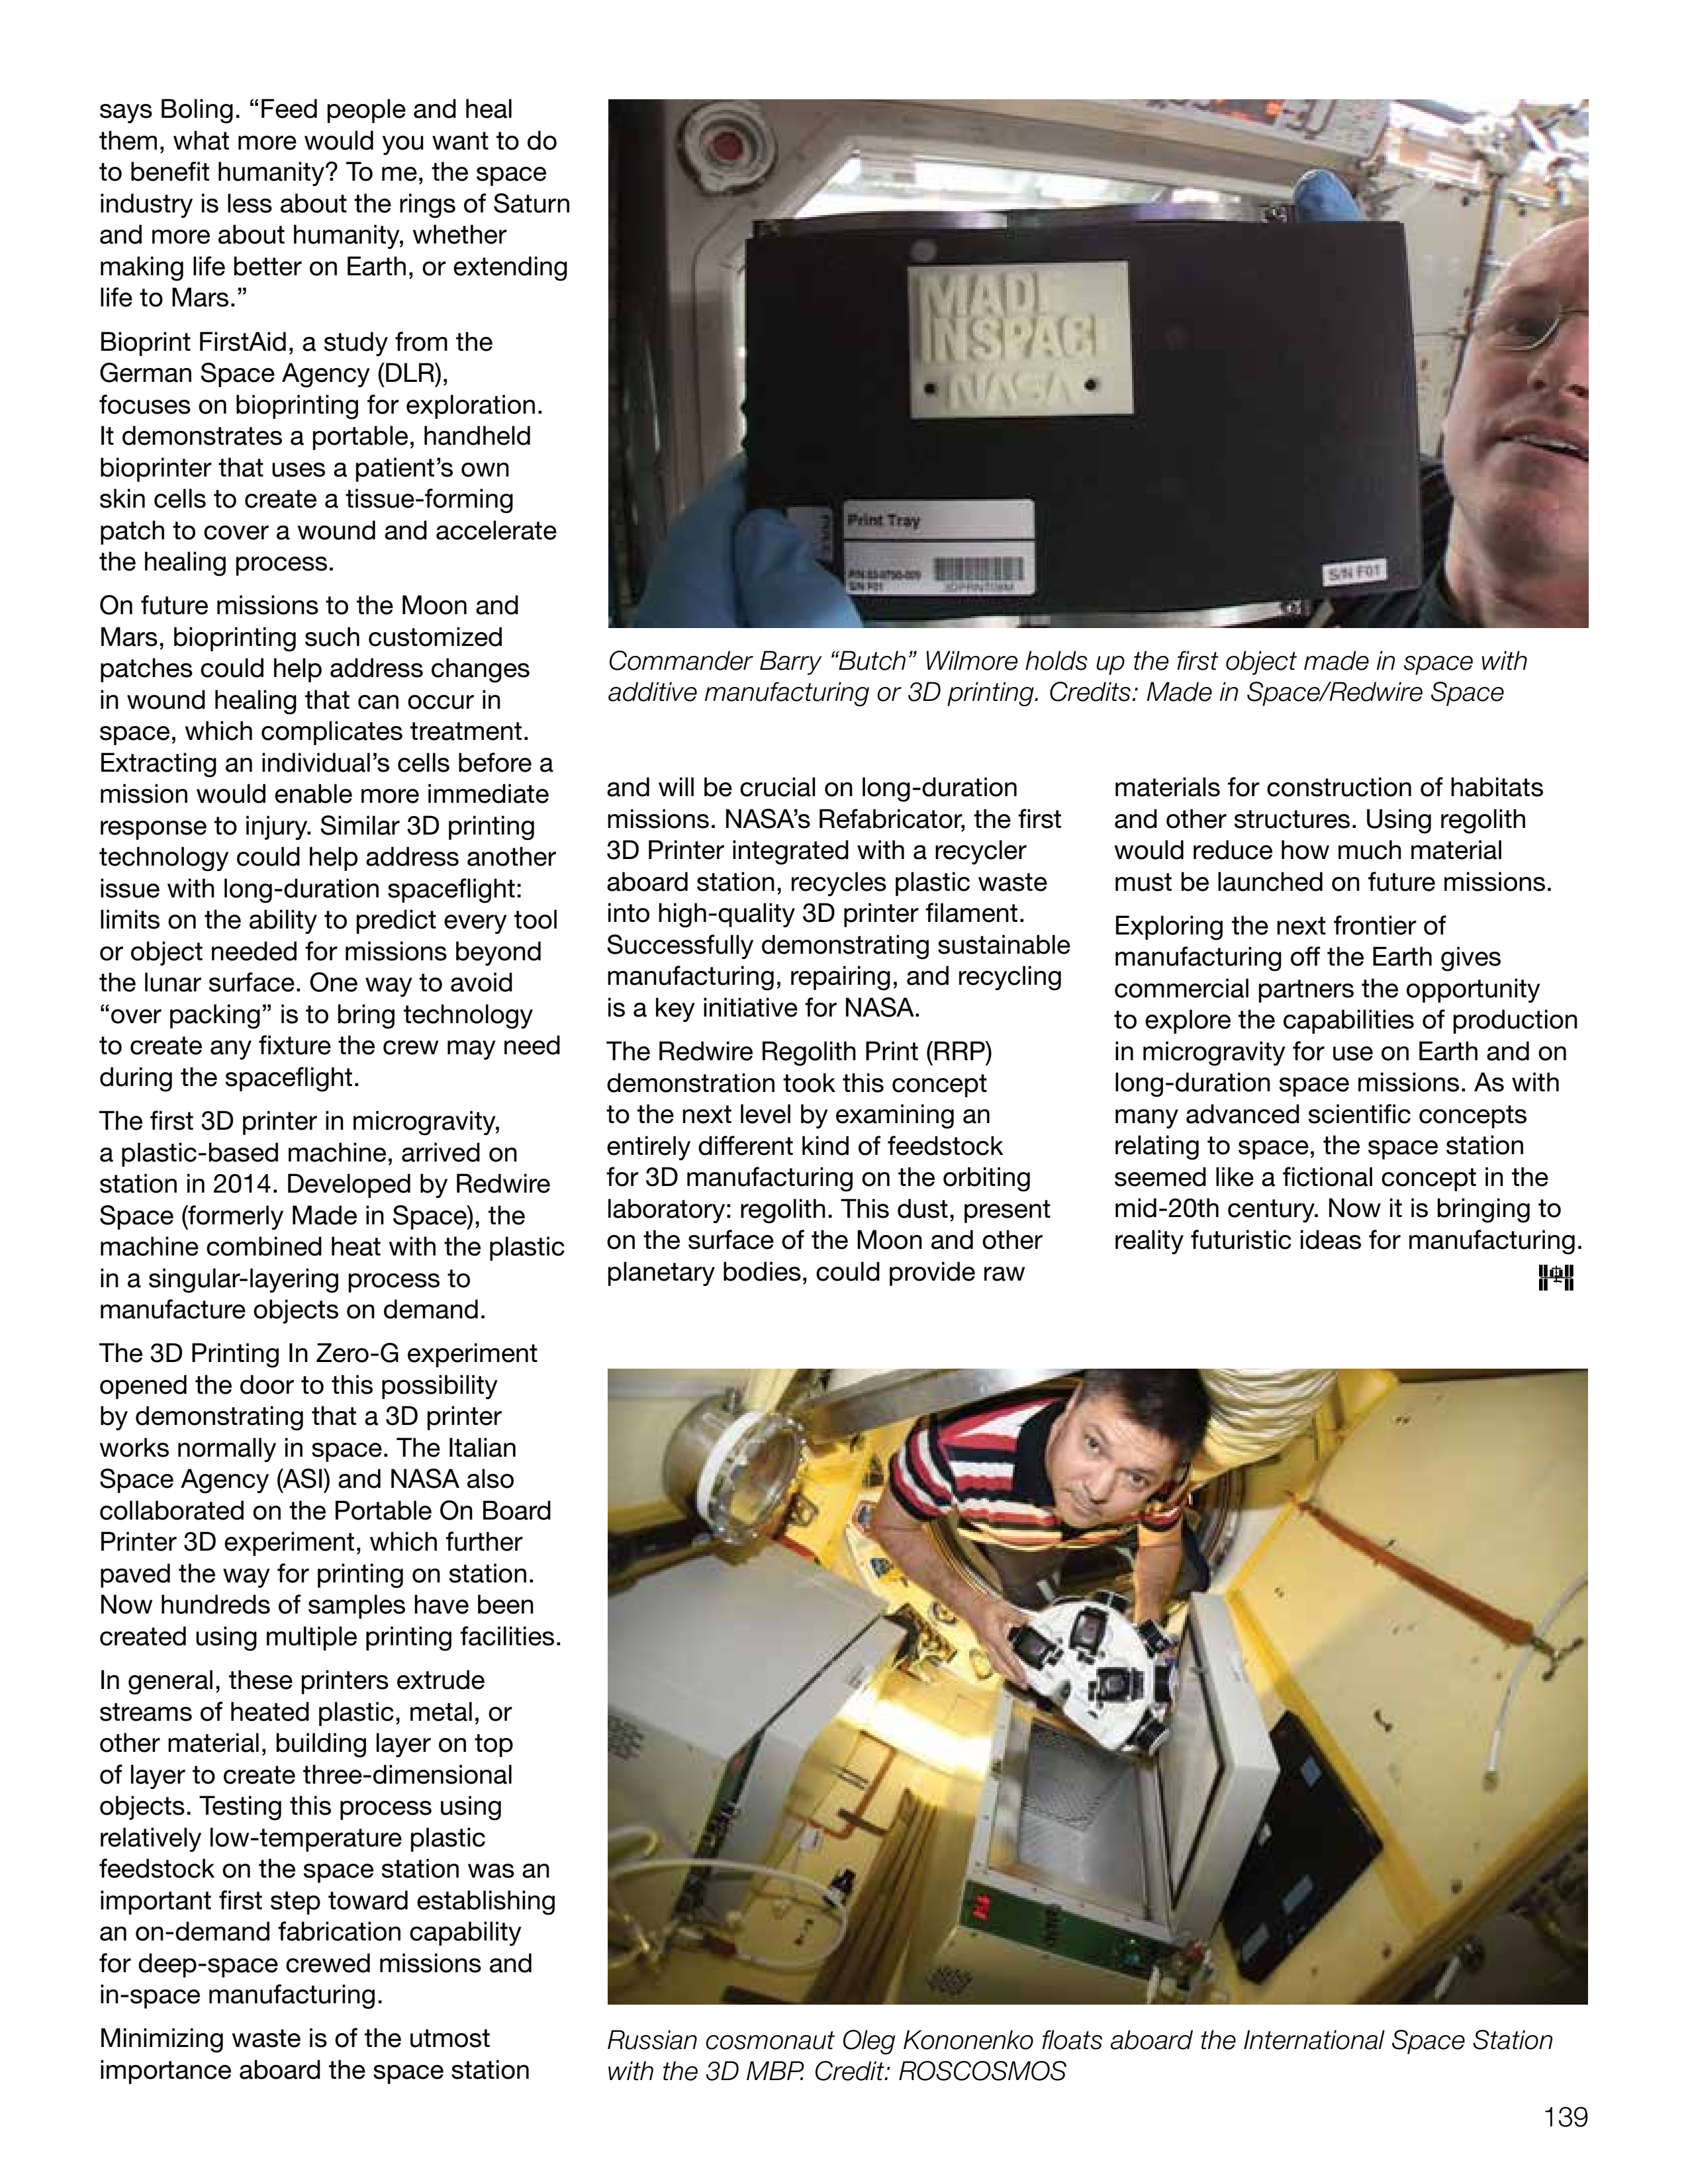 says Boling. “Feed people and heal
them, what more would you want to do
to benefit humanity? To me, the space
industry is less about the rings of Saturn
and more about humanity, whether
making life better on Earth, or extending
life to Mars.”
Bioprint FirstAid, a study from the
German Space Agency (DLR),
focuses on bioprinting for exploration.
It demonstrates a portable, handheld
bioprinter that uses a patient’s own
skin cells to create a tissue-forming
patch to cover a wound and accelerate
the healing process.
On future missions to the Moon and
Mars, bioprinting such customized
patches could help address changes
in wound healing that can occur in
space, which complicates treatment.
Extracting an individual’s cells before a
mission would enable more immediate
response to injury. Similar 3D printing
technology could help address another
issue with long-duration spaceflight:
limits on the ability to predict every tool
or object needed for missions beyond
the lunar surface. One way to avoid
“over packing” is to bring technology
to create any fixture the crew may need
during the spaceflight.
The first 3D printer in microgravity,
a plastic-based machine, arrived on
station in 2014. Developed by Redwire
Space (formerly Made in Space), the
machine combined heat with the plastic
in a singular-layering process to
manufacture objects on demand.
The 3D Printing In Zero-G experiment
opened the door to this possibility
by demonstrating that a 3D printer
works normally in space. The Italian
Space Agency (ASI) and NASA also
collaborated on the Portable On Board
Printer 3D experiment, which further
paved the way for printing on station.
Now hundreds of samples have been
created using multiple printing facilities.
In general, these printers extrude
streams of heated plastic, metal, or
other material, building layer on top
of layer to create three-dimensional
objects. Testing this process using
relatively low-temperature plastic
feedstock on the space station was an
important first step toward establishing
an on-demand fabrication capability
for deep-space crewed missions and
in-space manufacturing.
Minimizing waste is of the utmost
importance aboard the space station
MADE
INSPACE
NASA
Print Tray
S/N F01
S/N F01
Commander Barry “Butch” Wilmore holds up the first object made in space with
additive manufacturing or 3D printing. Credits: Made in Space/Redwire Space
and will be crucial on long-duration
missions. NASA’s Refabricator, the first
3D Printer integrated with a recycler
aboard station, recycles plastic waste
into high-quality 3D printer filament.
Successfully demonstrating sustainable
manufacturing, repairing, and recycling
is a key initiative for NASA.
The Redwire Regolith Print (RRP)
demonstration took this concept
to the next level by examining an
entirely different kind of feedstock
for 3D manufacturing on the orbiting
laboratory: regolith. This dust, present
on the surface of the Moon and other
planetary bodies, could provide raw
materials for construction of habitats
and other structures. Using regolith
would reduce how much material
must be launched on future missions.
Exploring the next frontier of
manufacturing off the Earth gives
commercial partners the opportunity
to explore the capabilities of production
in microgravity for use on Earth and on
long-duration space missions. As with
many advanced scientific concepts
relating to space, the space station
seemed like a fictional concept in the
mid-20th century. Now it is bringing to
reality futuristic ideas for manufacturing.
Russian cosmonaut Oleg Kononenko floats aboard the International Space Station
with the 3D MBP. Credit: ROSCOSMOS
139